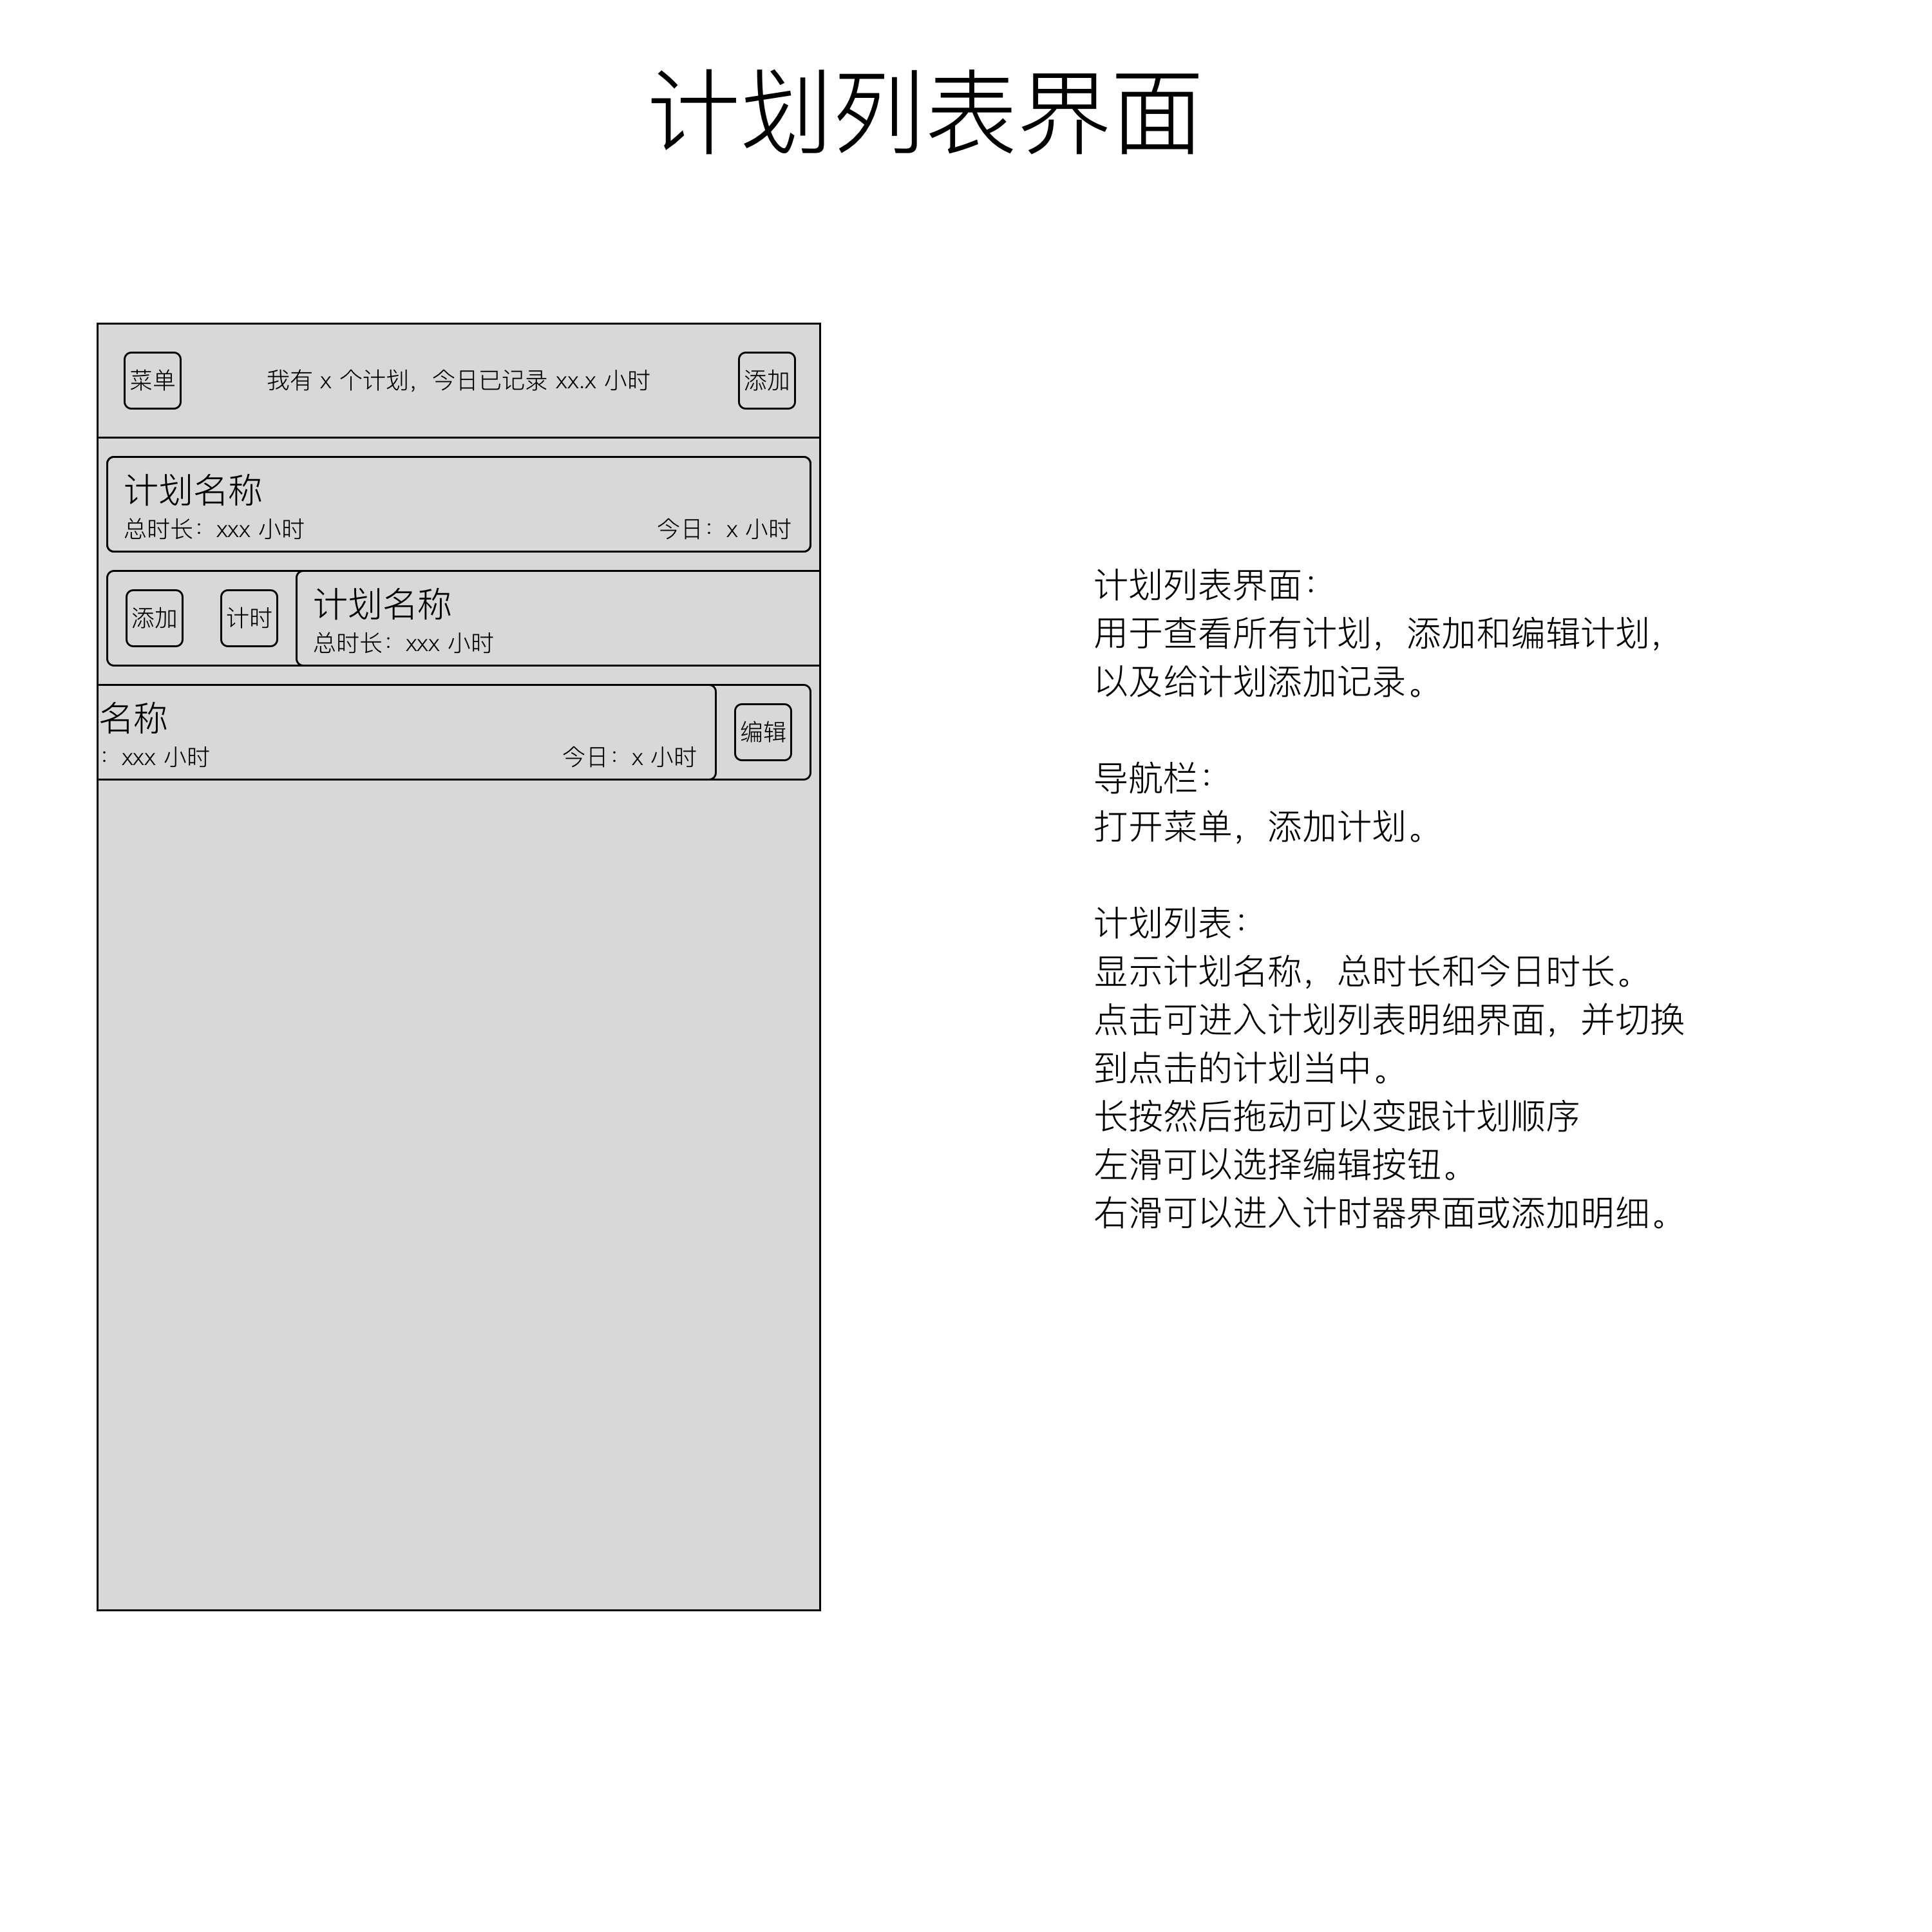 计划列表界面
菜单
我有 x 个计划，今日已记录 xx.x 小时
添加
计划名称
总时长：xxx 小时
今日：x 小时
添加
计时
计划名称
总时长：xxx 小时
名称
：xxx 小时
今日：x 小时
编辑
计划列表界面：
用于查看所有计划，添加和编辑计划，
以及给计划添加记录。
导航栏：
打开菜单，添加计划。
计划列表：
显示计划名称，总时长和今日时长。
点击可进入计划列表明细界面，并切换
到点击的计划当中。
长按然后拖动可以变跟计划顺序
左滑可以选择编辑按钮。
右滑可以进入计时器界面或添加明细。